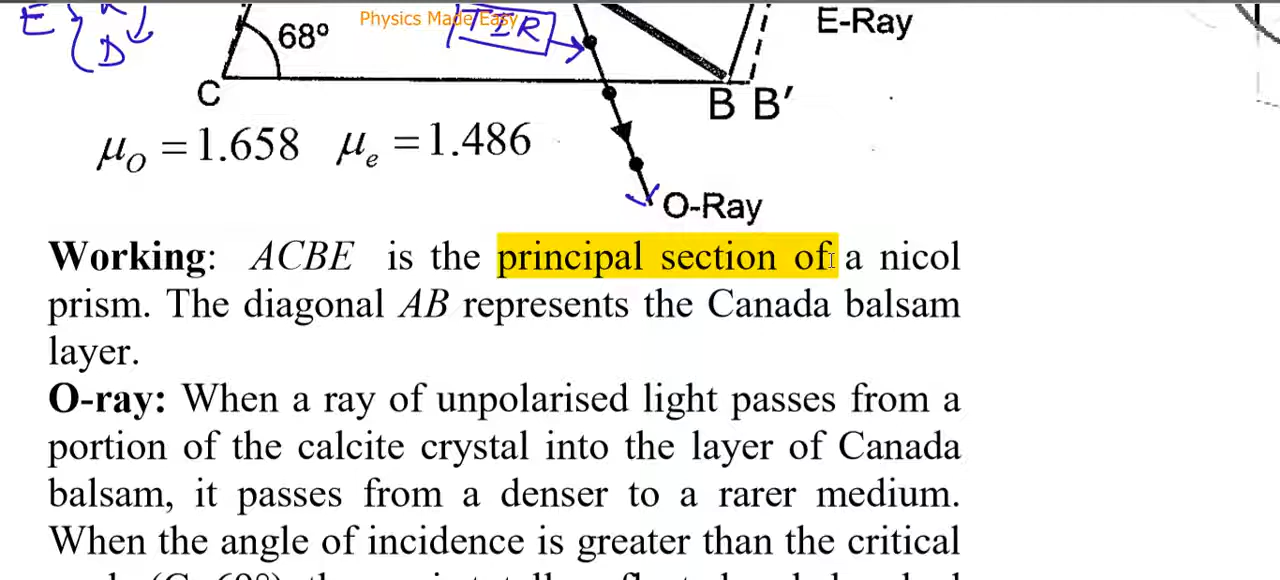 E
D
68°
Physics Made Easy
TIR
E-Ray
C
B B′
μO = 1.658 μe = 1.486
O-Ray
Working: ACBE is the principal section of a nicol
prism. The diagonal AB represents the Canada balsam
layer.
O-ray: When a ray of unpolarised light passes from a
portion of the calcite crystal into the layer of Canada
balsam, it passes from a denser to a rarer medium.
When the angle of incidence is greater than the critical